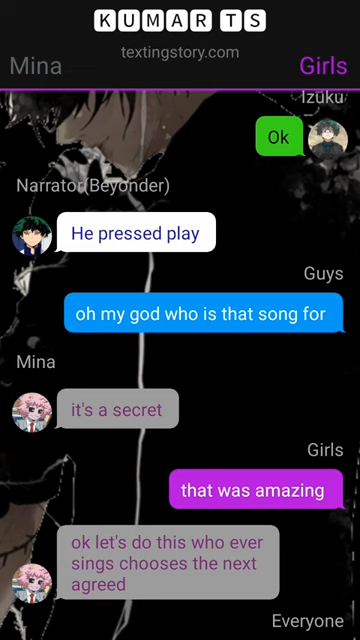 KUMAR TS
textingstory.com
Mina
Girls
Izuku
Ok
Narrator(Beyonder)
He pressed play
Guys
oh my god who is that song for
Mina
it's a secret
Girls
that was amazing
ok let's do this who ever
sings chooses the next
agreed
Everyone